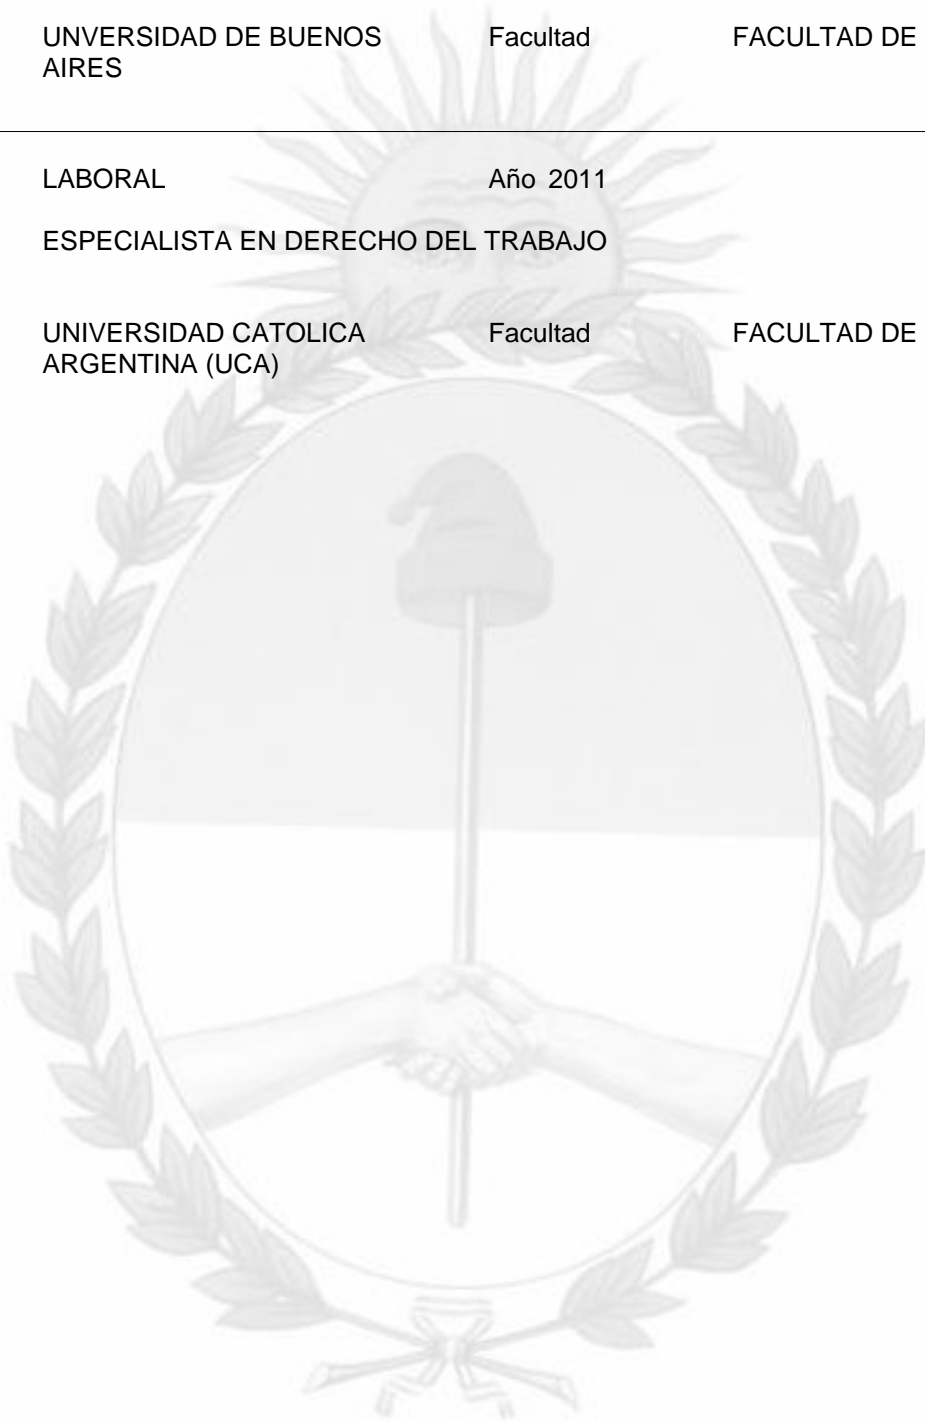 UNVERSIDAD DE BUENOS Facultad FACULTAD DE
AIRES
LABORAL Año 2011
ESPECIALISTA EN DERECHO DEL TRABAJO
UNIVERSIDAD CATOLICA Facultad FACULTAD DE
ARGENTINA (UCA)